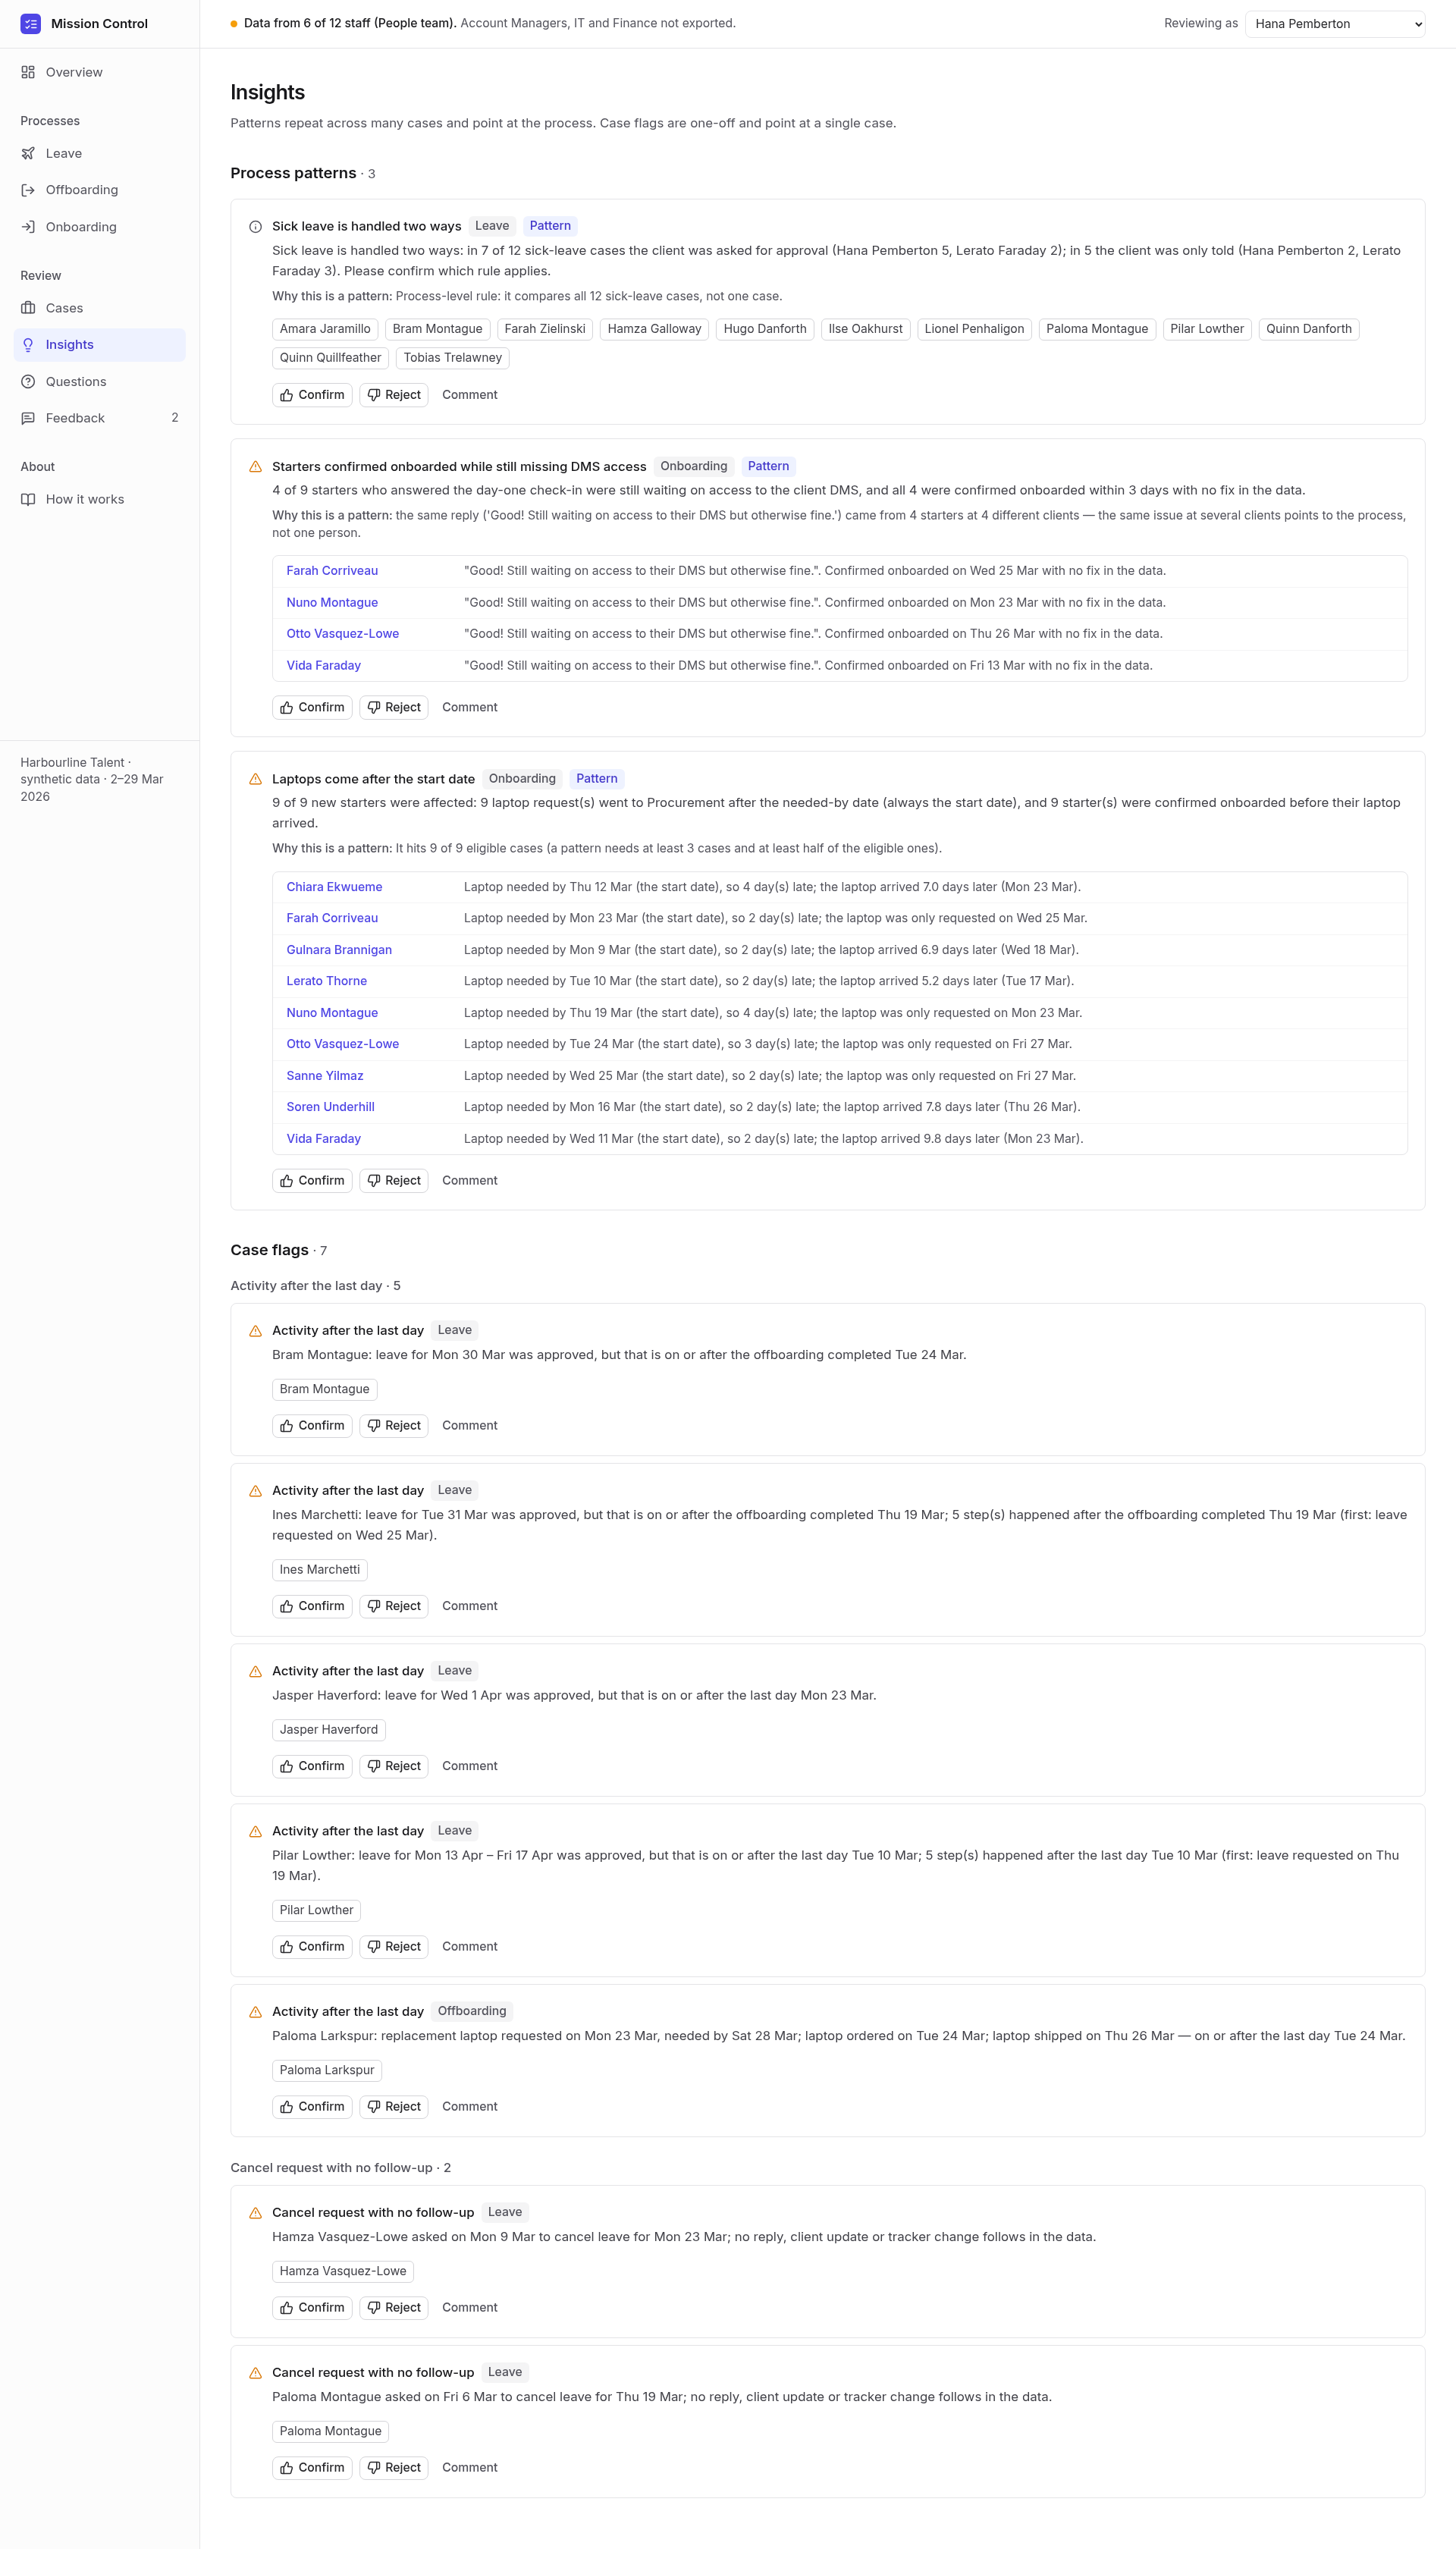 Mission Control
Data from 6 of 12 staff (People team). Account Managers, IT and Finance not exported.
Reviewing as
Hana Pemberton
Overview
Processes
Leave
Offboarding
Onboarding
Review
Cases
Insights
Questions
Feedback 2
About
How it works
Harbourline Talent ·
synthetic data · 2–29 Mar
2026
Insights
Patterns repeat across many cases and point at the process. Case flags are one-off and point at a single case.
Process patterns · 3
Sick leave is handled two ways Leave Pattern
Sick leave is handled two ways: in 7 of 12 sick-leave cases the client was asked for approval (Hana Pemberton 5, Lerato Faraday 2); in 5 the client was only told (Hana Pemberton 2, Lerato
Faraday 3). Please confirm which rule applies.
Why this is a pattern: Process-level rule: it compares all 12 sick-leave cases, not one case.
Amara Jaramillo Bram Montague Farah Zielinski Hamza Galloway Hugo Danforth Ilse Oakhurst Lionel Penhaligon Paloma Montague Pilar Lowther Quinn Danforth
Quinn Quillfeather Tobias Trelawney
Confirm Reject Comment
Starters confirmed onboarded while still missing DMS access Onboarding Pattern
4 of 9 starters who answered the day-one check-in were still waiting on access to the client DMS, and all 4 were confirmed onboarded within 3 days with no fix in the data.
Why this is a pattern: the same reply ('Good! Still waiting on access to their DMS but otherwise fine.') came from 4 starters at 4 different clients — the same issue at several clients points to the process,
not one person.
Farah Corriveau "Good! Still waiting on access to their DMS but otherwise fine.". Confirmed onboarded on Wed 25 Mar with no fix in the data.
Nuno Montague "Good! Still waiting on access to their DMS but otherwise fine.". Confirmed onboarded on Mon 23 Mar with no fix in the data.
Otto Vasquez-Lowe "Good! Still waiting on access to their DMS but otherwise fine.". Confirmed onboarded on Thu 26 Mar with no fix in the data.
Vida Faraday "Good! Still waiting on access to their DMS but otherwise fine.". Confirmed onboarded on Fri 13 Mar with no fix in the data.
Confirm Reject Comment
Laptops come after the start date Onboarding Pattern
9 of 9 new starters were affected: 9 laptop request(s) went to Procurement after the needed-by date (always the start date), and 9 starter(s) were confirmed onboarded before their laptop
arrived.
Why this is a pattern: It hits 9 of 9 eligible cases (a pattern needs at least 3 cases and at least half of the eligible ones).
Chiara Ekwueme Laptop needed by Thu 12 Mar (the start date), so 4 day(s) late; the laptop arrived 7.0 days later (Mon 23 Mar).
Farah Corriveau Laptop needed by Mon 23 Mar (the start date), so 2 day(s) late; the laptop was only requested on Wed 25 Mar.
Gulnara Brannigan Laptop needed by Mon 9 Mar (the start date), so 2 day(s) late; the laptop arrived 6.9 days later (Wed 18 Mar).
Lerato Thorne Laptop needed by Tue 10 Mar (the start date), so 2 day(s) late; the laptop arrived 5.2 days later (Tue 17 Mar).
Nuno Montague Laptop needed by Thu 19 Mar (the start date), so 4 day(s) late; the laptop was only requested on Mon 23 Mar.
Otto Vasquez-Lowe Laptop needed by Tue 24 Mar (the start date), so 3 day(s) late; the laptop was only requested on Fri 27 Mar.
Sanne Yilmaz Laptop needed by Wed 25 Mar (the start date), so 2 day(s) late; the laptop was only requested on Fri 27 Mar.
Soren Underhill Laptop needed by Mon 16 Mar (the start date), so 2 day(s) late; the laptop arrived 7.8 days later (Thu 26 Mar).
Vida Faraday Laptop needed by Wed 11 Mar (the start date), so 2 day(s) late; the laptop arrived 9.8 days later (Mon 23 Mar).
Confirm Reject Comment
Case flags · 7
Activity after the last day · 5
Activity after the last day Leave
Bram Montague: leave for Mon 30 Mar was approved, but that is on or after the offboarding completed Tue 24 Mar.
Bram Montague
Confirm Reject Comment
Activity after the last day Leave
Ines Marchetti: leave for Tue 31 Mar was approved, but that is on or after the offboarding completed Thu 19 Mar; 5 step(s) happened after the offboarding completed Thu 19 Mar (first: leave
requested on Wed 25 Mar).
Ines Marchetti
Confirm Reject Comment
Activity after the last day Leave
Jasper Haverford: leave for Wed 1 Apr was approved, but that is on or after the last day Mon 23 Mar.
Jasper Haverford
Confirm Reject Comment
Activity after the last day Leave
Pilar Lowther: leave for Mon 13 Apr – Fri 17 Apr was approved, but that is on or after the last day Tue 10 Mar; 5 step(s) happened after the last day Tue 10 Mar (first: leave requested on Thu
19 Mar).
Pilar Lowther
Confirm Reject Comment
Activity after the last day Offboarding
Paloma Larkspur: replacement laptop requested on Mon 23 Mar, needed by Sat 28 Mar; laptop ordered on Tue 24 Mar; laptop shipped on Thu 26 Mar — on or after the last day Tue 24 Mar.
Paloma Larkspur
Confirm Reject Comment
Cancel request with no follow-up · 2
Cancel request with no follow-up Leave
Hamza Vasquez-Lowe asked on Mon 9 Mar to cancel leave for Mon 23 Mar; no reply, client update or tracker change follows in the data.
Hamza Vasquez-Lowe
Confirm Reject Comment
Cancel request with no follow-up Leave
Paloma Montague asked on Fri 6 Mar to cancel leave for Thu 19 Mar; no reply, client update or tracker change follows in the data.
Paloma Montague
Confirm Reject Comment